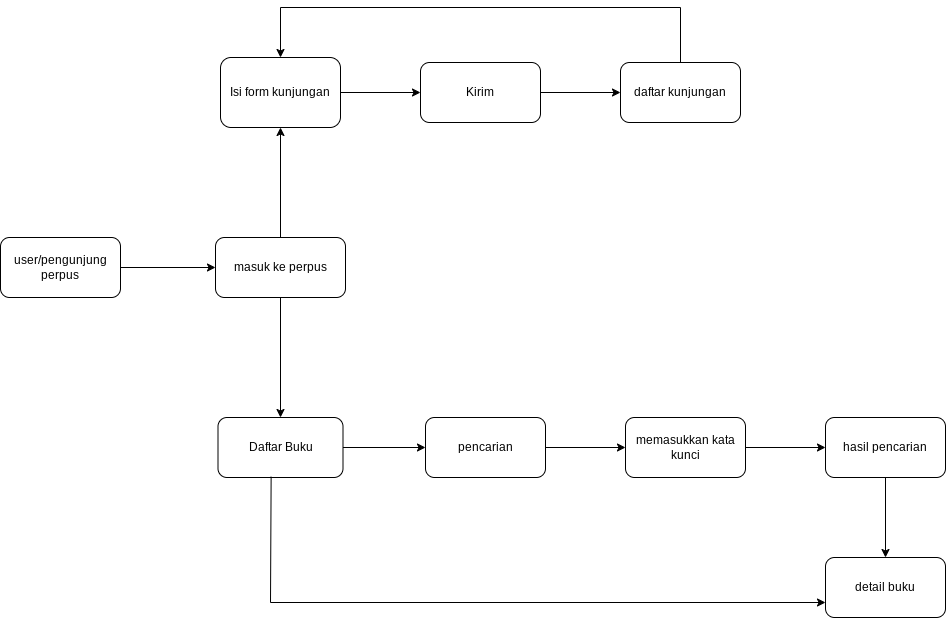 Isi form kunjungan
Kirim
daftar kunjungan
user/pengunjung
perpus
masuk ke perpus
Daftar Buku
pencarian
memasukkan kata
kunci
hasil pencarian
detail buku